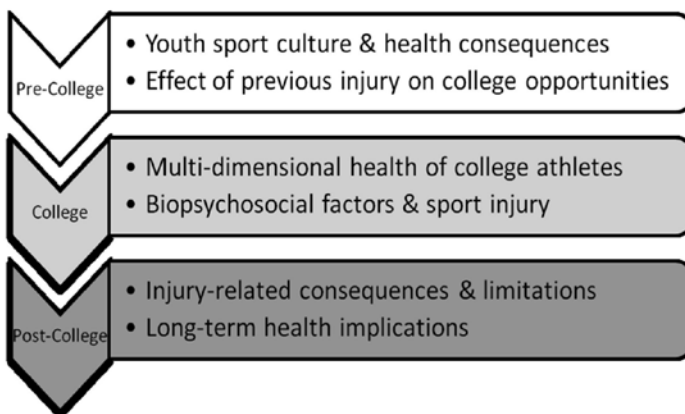 Pre-College
• Youth sport culture & health consequences
• Effect of previous injury on college opportunities
College
• Multi-dimensional health of college athletes
• Biopsychosocial factors & sport injury
Post-College
• Injury-related consequences & limitations
• Long-term health implications